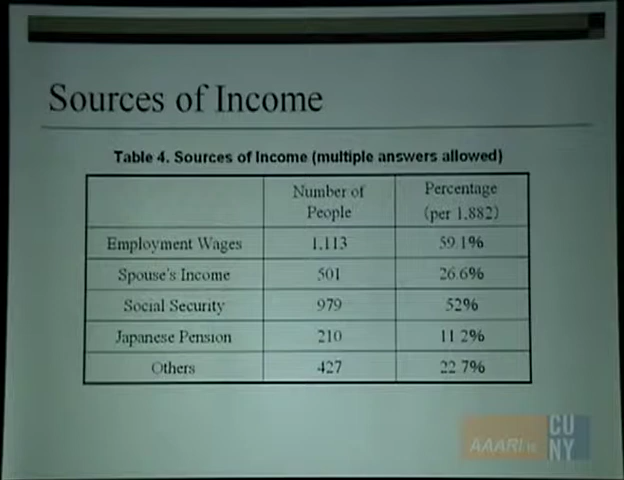 Sources of Income
Table 4. Sources of Income (multiple answers allowed)
Number of People Percentage (per 1,882)
Employment Wages 1,113 59.1%
Spouse's Income 501 26.6%
Social Security 979 52%
Japanese Pension 210 11.2%
Others 427 22.7%
CU
AAARI NY